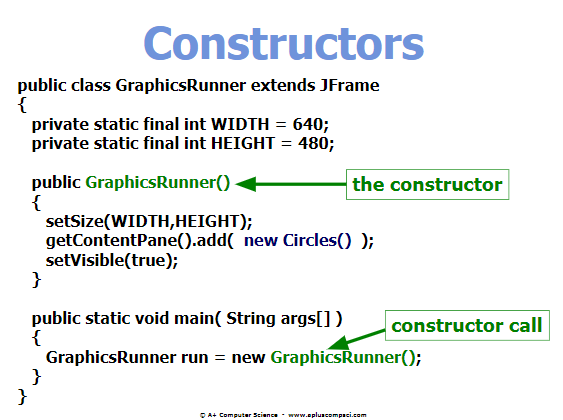 Constructors
public class GraphicsRunner extends JFrame
{
private static final int WIDTH = 640;
private static final int HEIGHT = 480;
public GraphicsRunner()
the constructor
{
setSize(WIDTH,HEIGHT);
getContentPane().add( new Circles() );
setVisible(true);
}
public static void main( String args[] )
constructor call
{
GraphicsRunner run = new GraphicsRunner();
}
}
© A+ Computer Science - www.apluscompsci.com